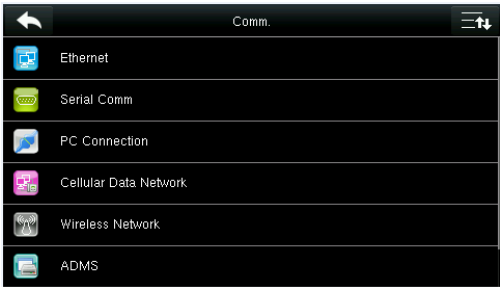 Comm.
Ethernet
Serial Comm
PC Connection
Cellular Data Network
Wireless Network
ADMS